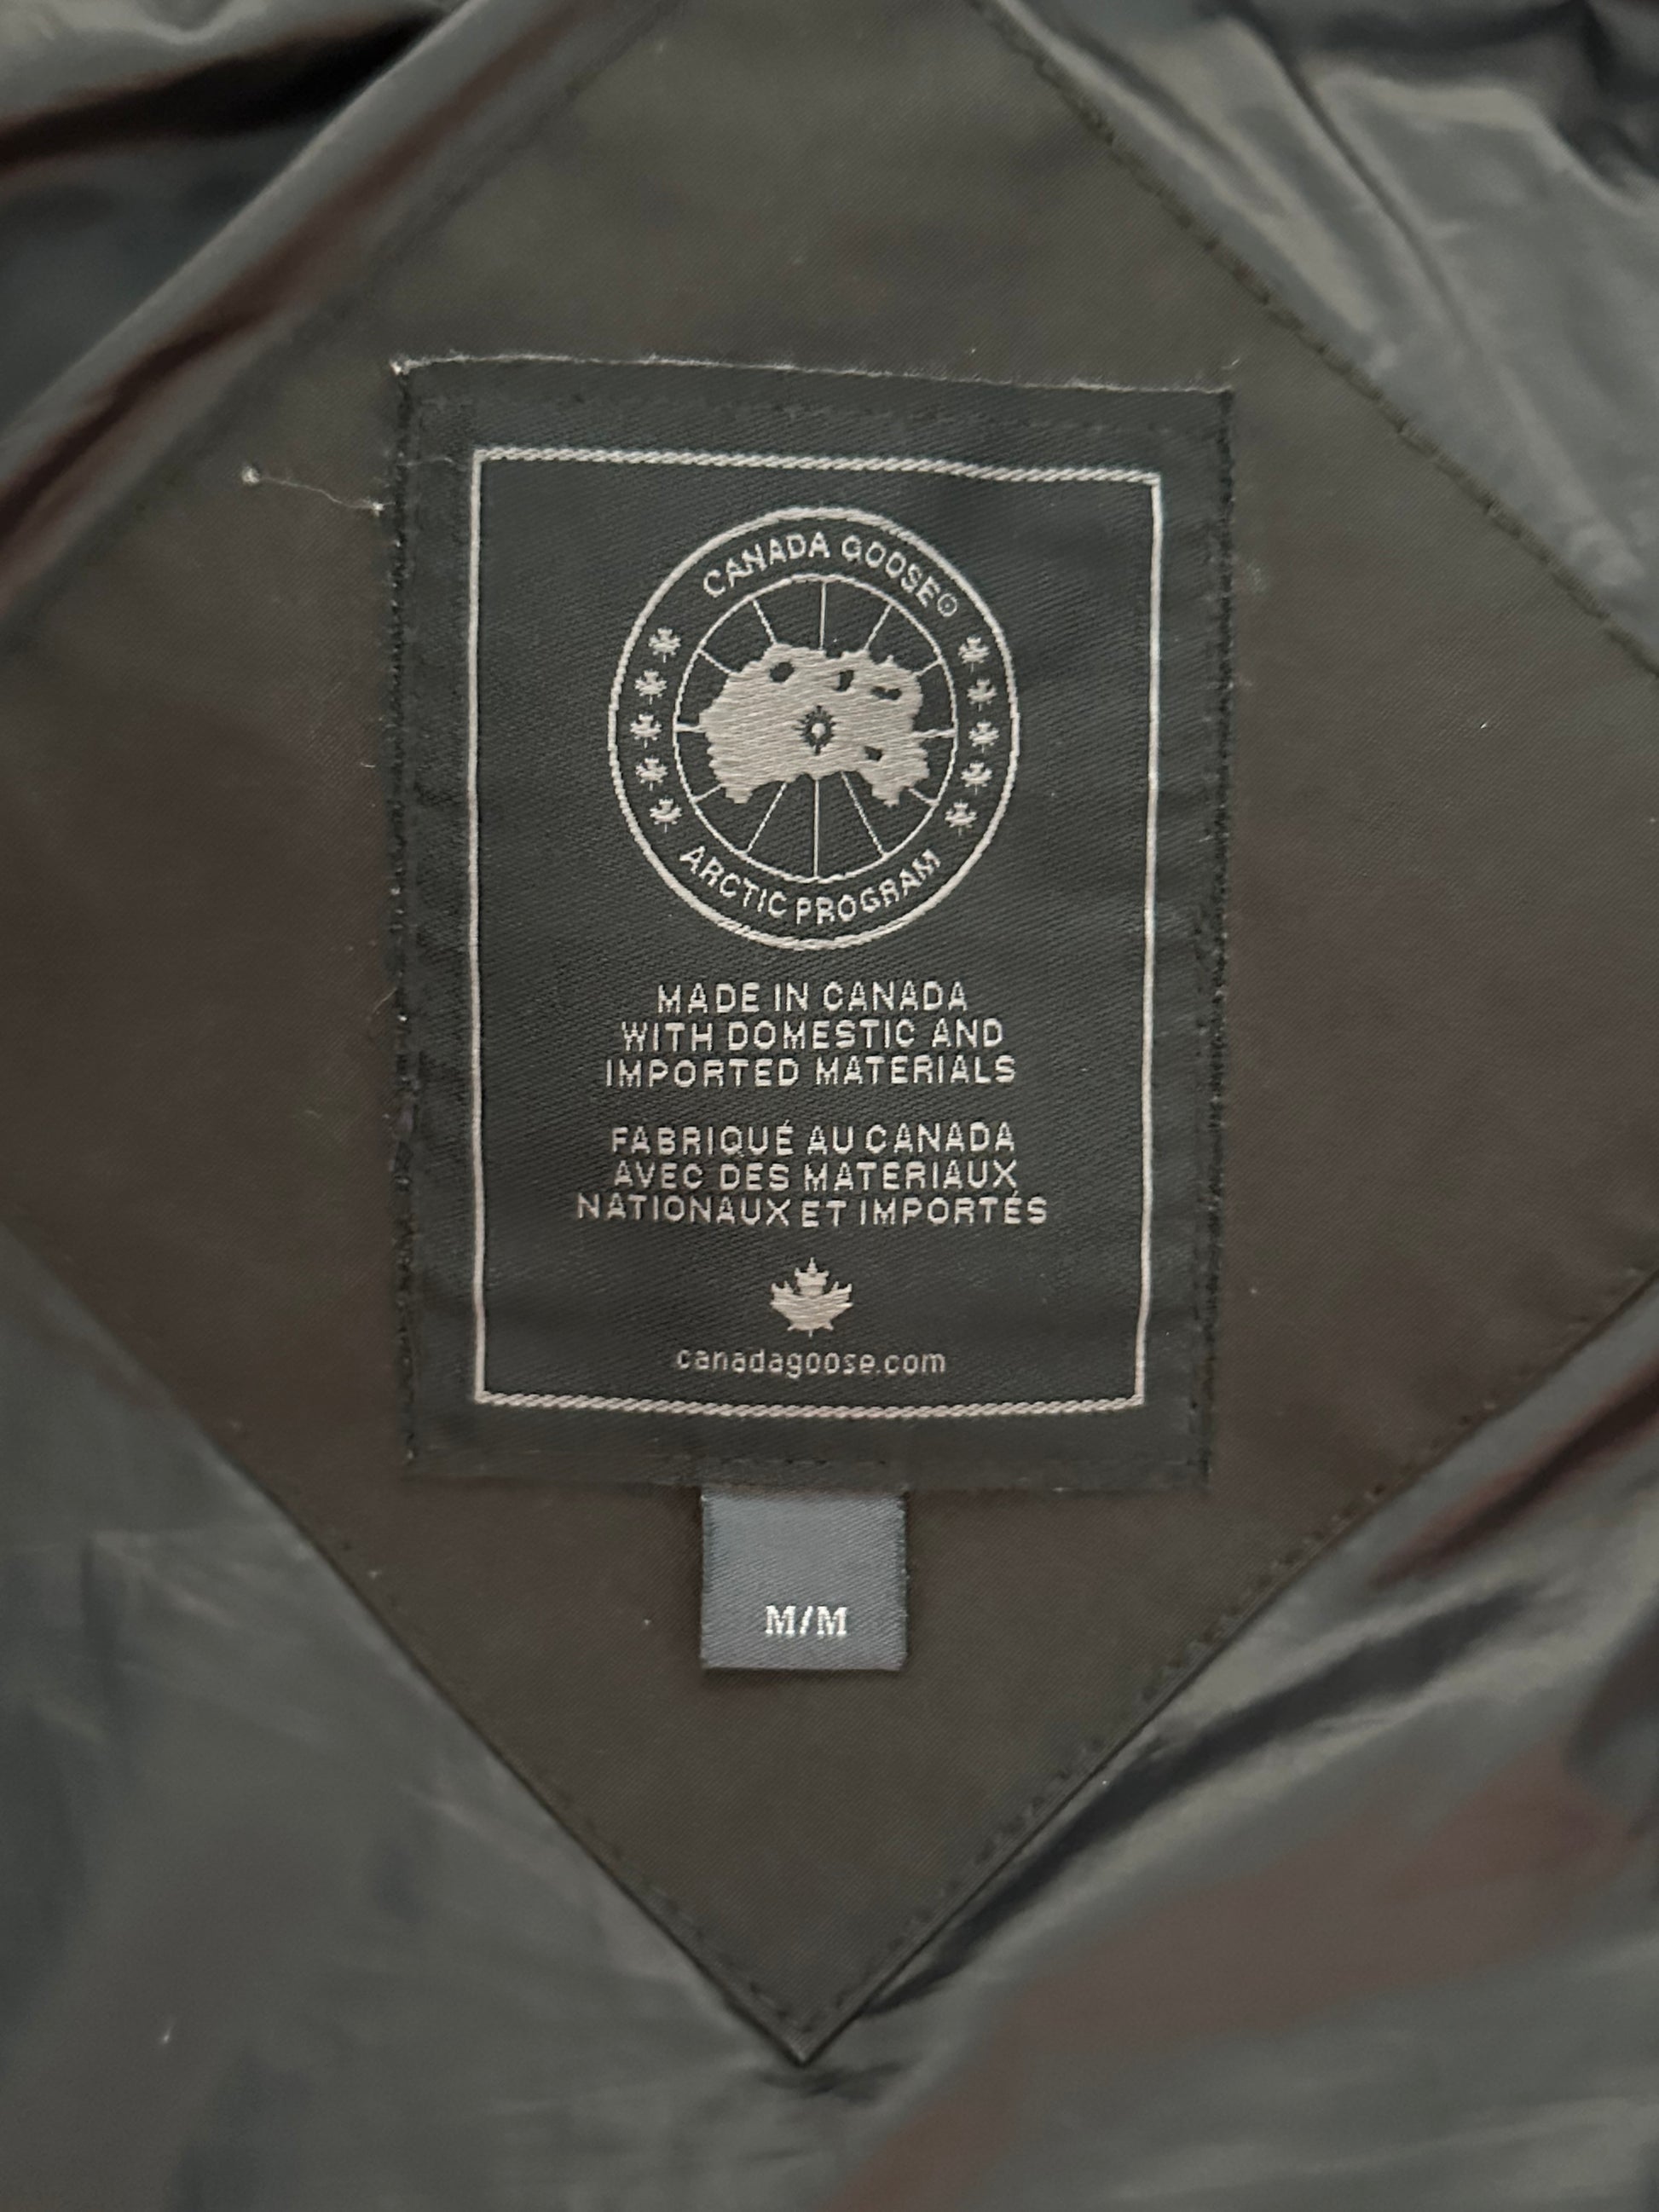 CANADA GOOSE®
ARCTIC PROGRAM
MADE IN CANADA
WITH DOMESTIC AND
IMPORTED MATERIALS
FABRIQUÉ AU CANADA
AVEC DES MATERIAUX
NATIONAUX ET IMPORTÉS
canadagoose.com
M/M